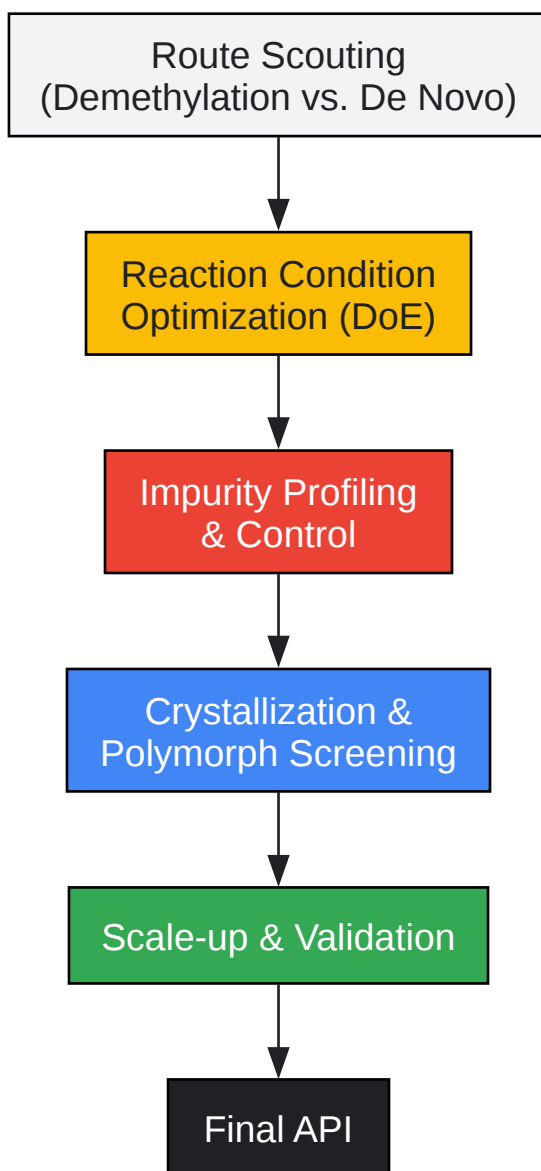 Route Scouting
(Demethylation vs. De Novo)
Reaction Condition
Optimization (DoE)
Impurity Profiling
& Control
Crystallization &
Polymorph Screening
Scale-up & Validation
Final API